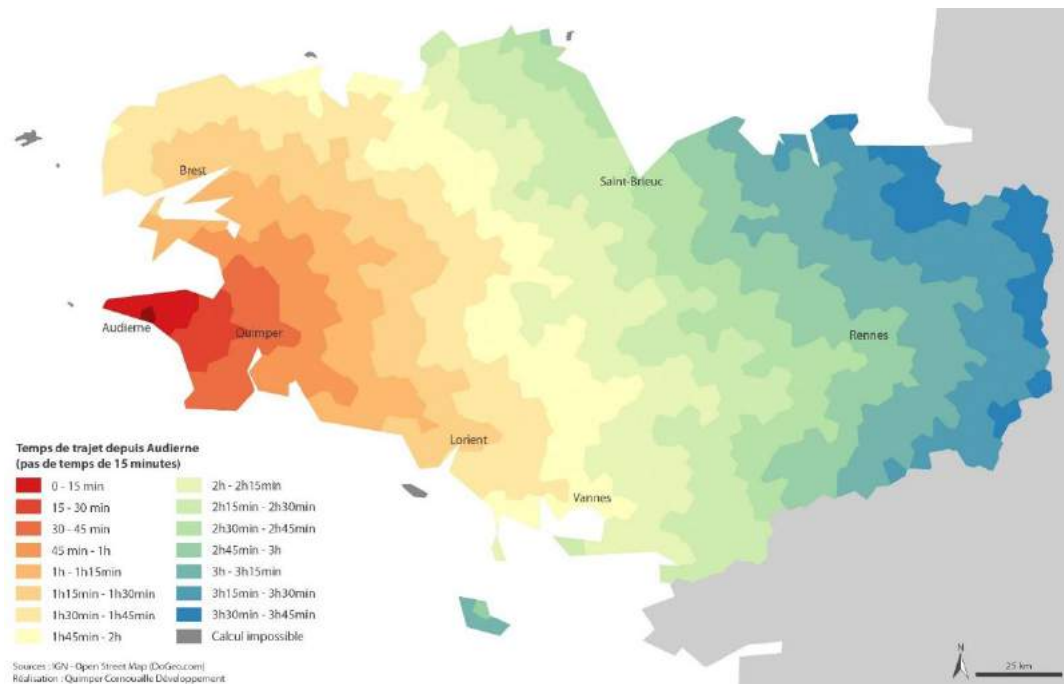 Brest
Saint-Brieuc
Audierne
Quimper
Rennes
Lorient
Vannes
Temps de trajet depuis Audierne
(pas de temps de 15 minutes)
0 - 15 min
15 - 30 min
30 - 45 min
45 min - 1h
1h - 1h15min
1h15min - 1h30min
1h30min - 1h45min
1h45min - 2h
2h - 2h15min
2h15min - 2h30min
2h30min - 2h45min
2h45min - 3h
3h - 3h15min
3h15min - 3h30min
3h30min - 3h45min
Calcul impossible
Sources : IGN - Open Street Map (DoGeo.com)
Réalisation : Quimper Cornouaille Développement
N
25 km